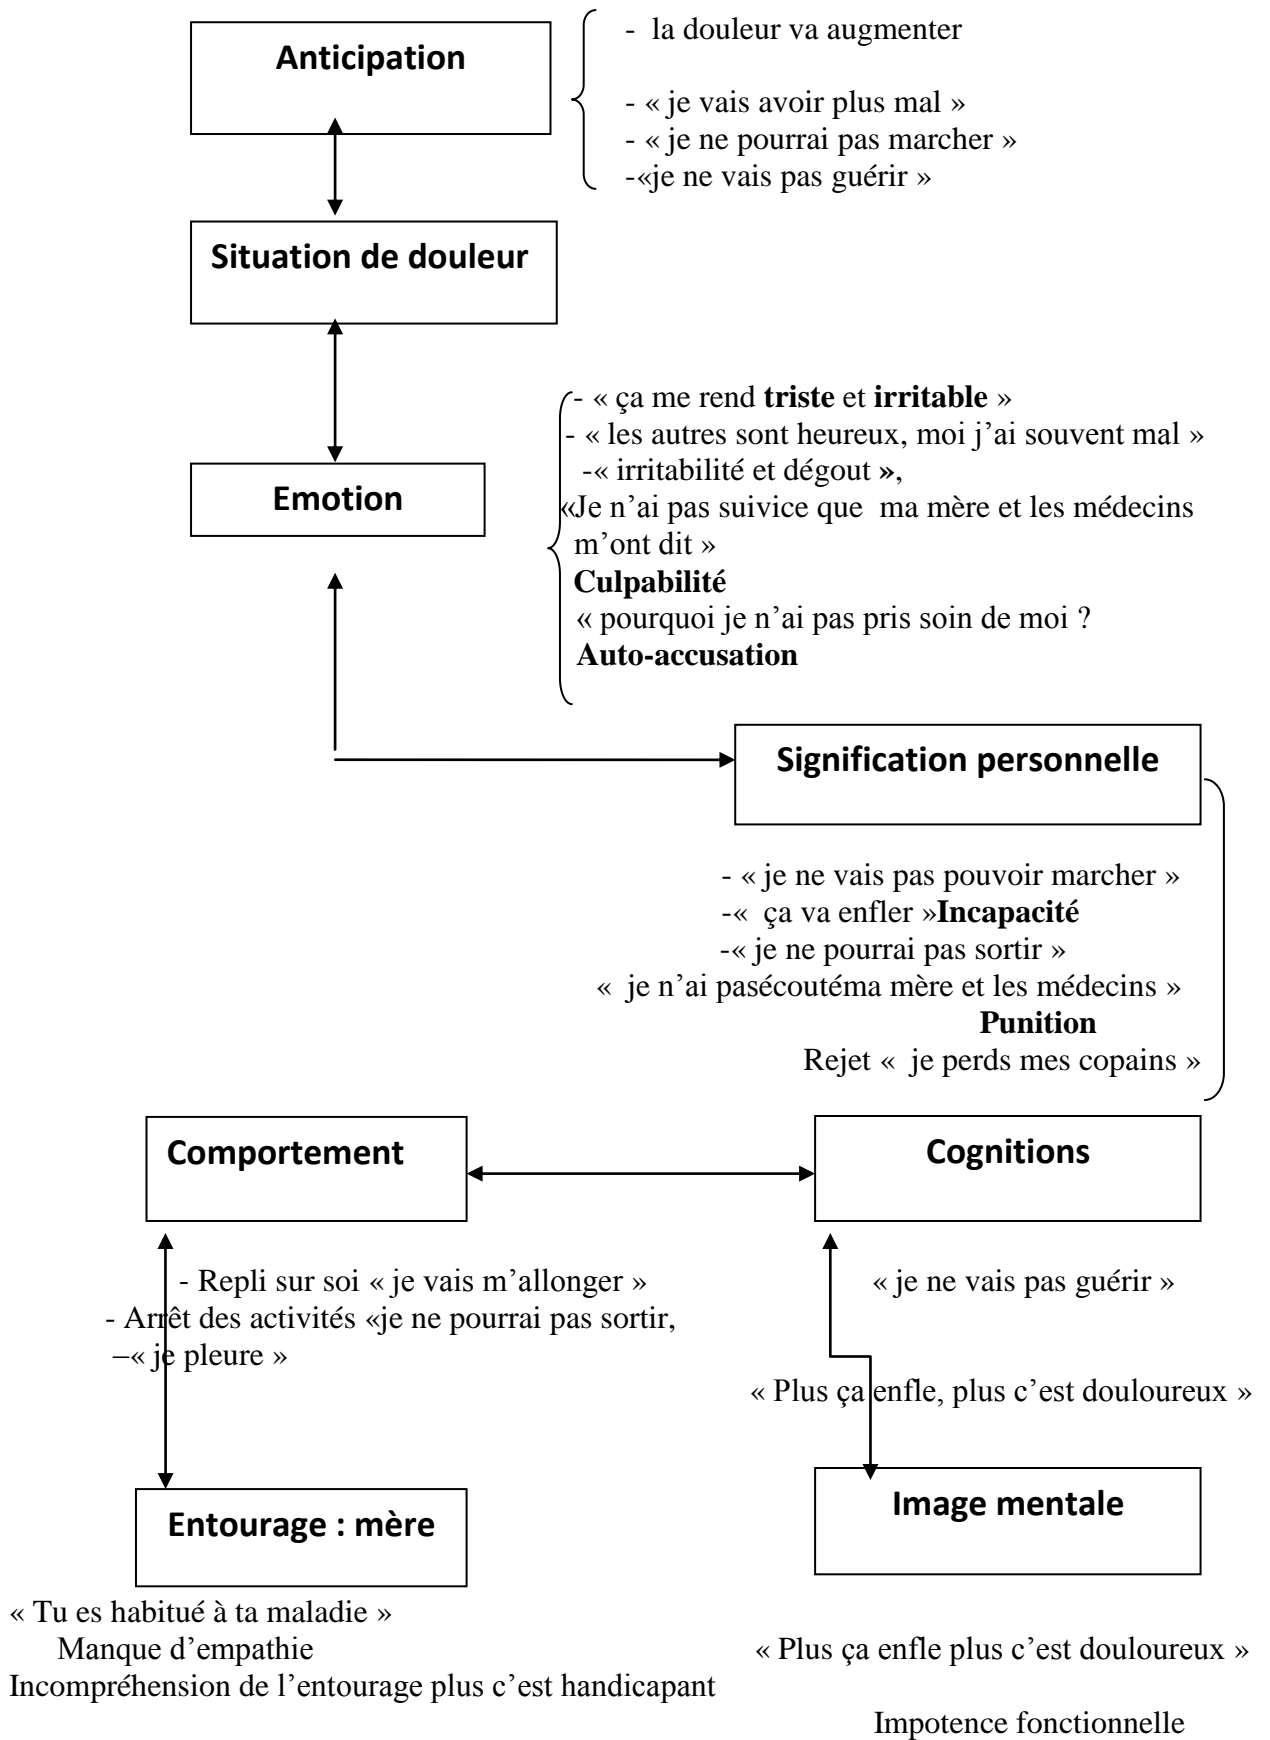 Anticipation
- la douleur va augmenter
- « je vais avoir plus mal »
- « je ne pourrai pas marcher »
-«je ne vais pas guérir »
Situation de douleur
- « ça me rend triste et irritable »
- « les autres sont heureux, moi j’ai souvent mal »
-« irritabilité et dégout »,
Emotion
«Je n’ai pas suivice que ma mère et les médecins
m’ont dit »
Culpabilité
« pourquoi je n’ai pas pris soin de moi ?
Auto-accusation
Signification personnelle
- « je ne vais pas pouvoir marcher »
-« ça va enfler »Incapacité
-« je ne pourrai pas sortir »
« je n’ai pasécoutéma mère et les médecins »
Punition
Rejet « je perds mes copains »
Comportement
Cognitions
- Repli sur soi « je vais m’allonger »
- Arrêt des activités «je ne pourrai pas sortir,
–« je pleure »
« je ne vais pas guérir »
« Plus ça enfle, plus c’est douloureux »
Entourage : mère
Image mentale
« Tu es habitué à ta maladie »
Manque d’empathie
Incompréhension de l’entourage plus c’est handicapant
« Plus ça enfle plus c’est douloureux »
Impotence fonctionnelle